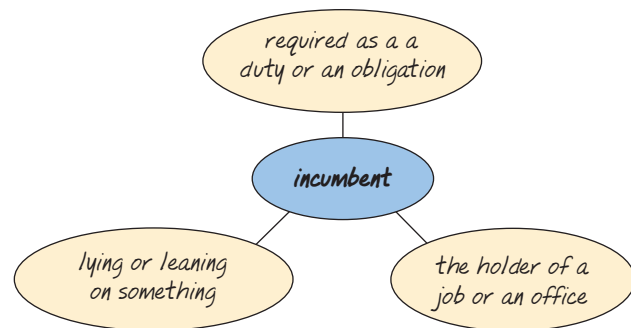 required as a a
duty or an obligation
incumbent
lying or leaning
on something
the holder of a
job or an office